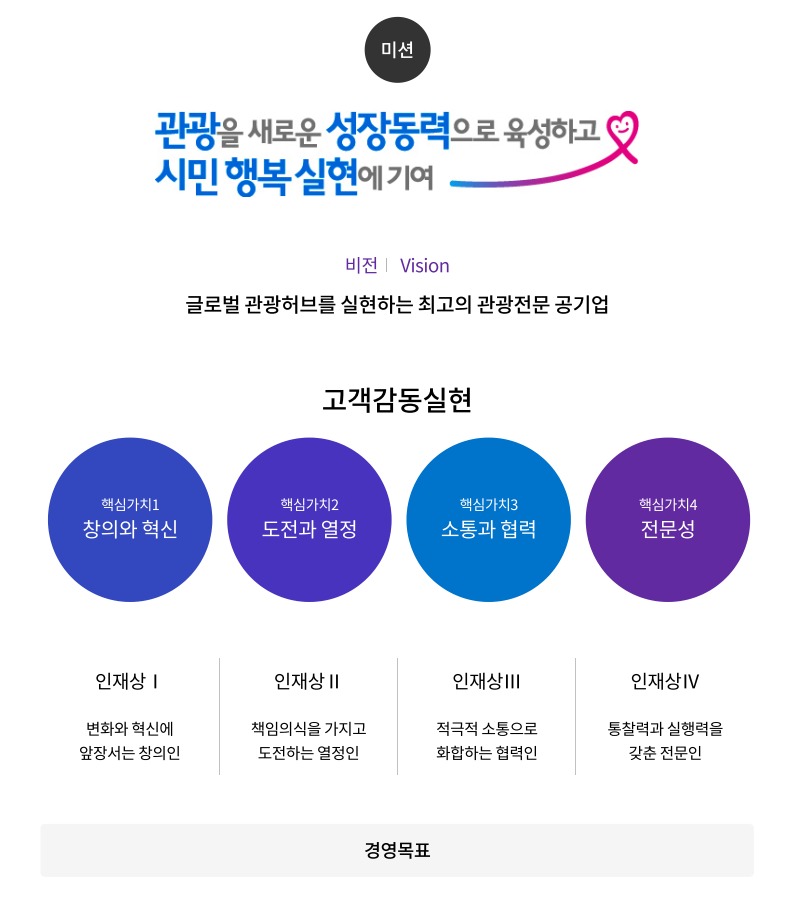 미션
관광을 새로운 성장동력으로 육성하고
시민 행복 실현에 기여
비전 | Vision
글로벌 관광허브를 실현하는 최고의 관광전문 공기업
고객감동실현
핵심가치1
창의와 혁신
핵심가치2
도전과 열정
핵심가치3
소통과 협력
핵심가치4
전문성
인재상Ⅰ
변화와 혁신에
앞장서는 창의인
인재상Ⅱ
책임의식을 가지고
도전하는 열정인
인재상Ⅲ
적극적 소통으로
화합하는 협력인
인재상Ⅳ
통찰력과 실행력을
갖춘 전문인
경영목표